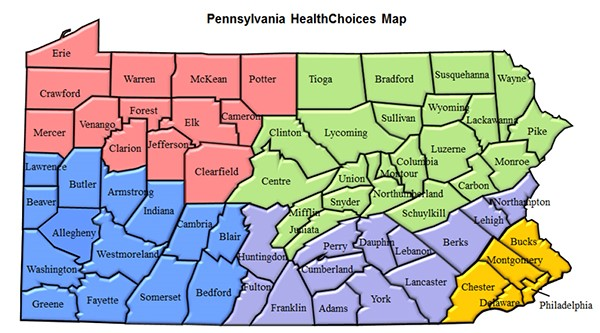 Pennsylvania HealthChoices Map
Erie
Warren
McKean
Potter
Tioga
Bradford
Susquehanna
Wayne
Crawford
Forest
Elk
Cameron
Sullivan
Wyoming
Lackawanna
Mercer
Venango
Clarion
Jefferson
Clinton
Lycoming
Pike
Lawrence
Clearfield
Centre
Union
Montour
Columbia
Luzerne
Monroe
Butler
Armstrong
Snyder
Northumberland
Carbon
Beaver
Indiana
Mifflin
Schuylkill
Northampton
Allegheny
Cambria
Blair
Juniata
Lehigh
Westmoreland
Huntingdon
Perry
Dauphin
Lebanon
Berks
Bucks
Washington
Cumberland
Montgomery
Greene
Fayette
Somerset
Bedford
Fulton
Franklin
Adams
York
Lancaster
Chester
Delaware
Philadelphia